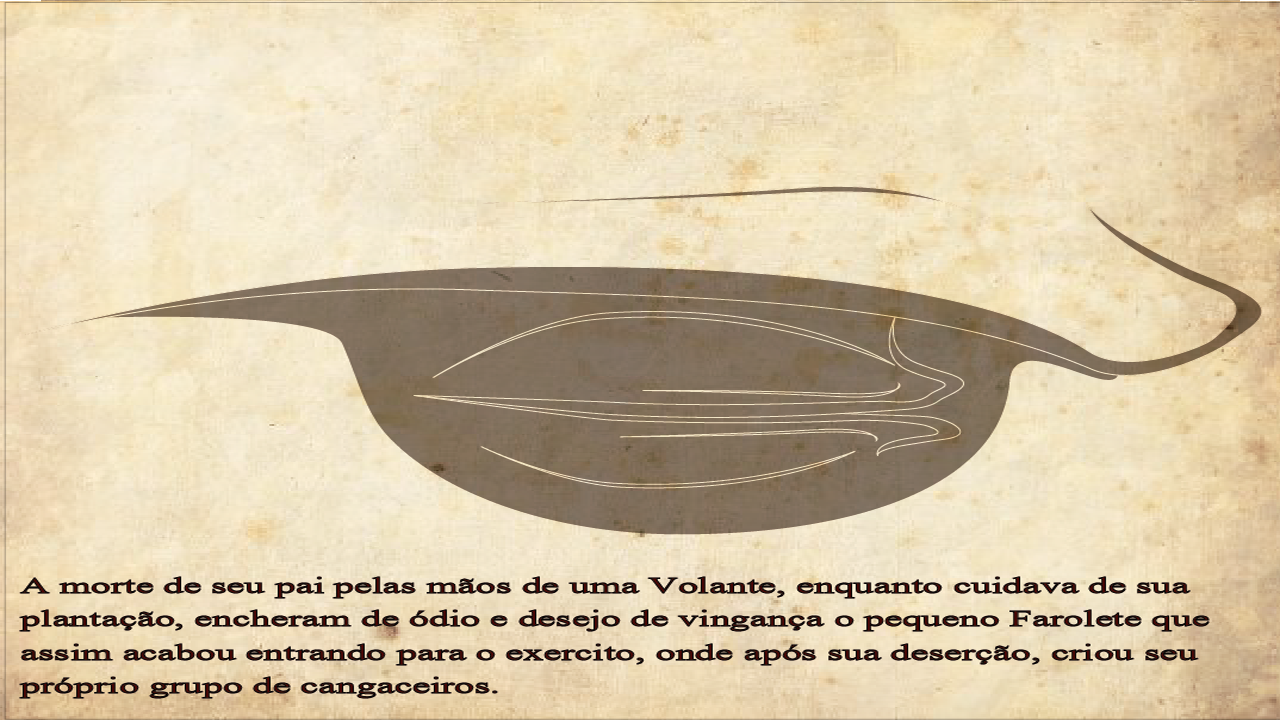 A morte de seu pai pelas mãos de uma Volante, enquanto cuidava de sua
plantação, encheram de ódio e desejo de vingança o pequeno Farolete que
assim acabou entrando para o exercito, onde após sua deserção, criou seu
próprio grupo de cangaceiros.